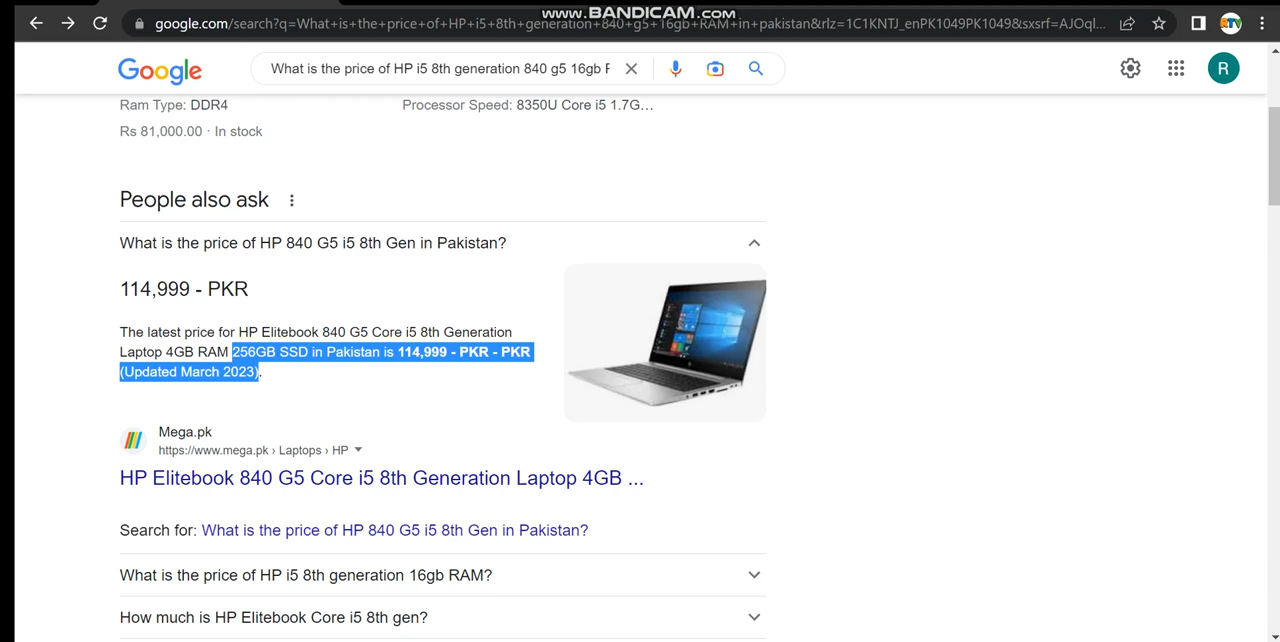 www.BANDICAM.com
google.com/search?q=What+is+the+price+of+HP+i5+8th+generation+840+g5+16gb+RAM+in+pakistan&rlz=1C1KNTJ_enPK1049PK1049&sxsrf=AJOql...
Google
What is the price of HP i5 8th generation 840 g5 16gb F
R
Ram Type: DDR4 Processor Speed: 8350U Core i5 1.7G...
Rs 81,000.00 · In stock
People also ask
What is the price of HP 840 G5 i5 8th Gen in Pakistan?
114,999 - PKR
The latest price for HP Elitebook 840 G5 Core i5 8th Generation
Laptop 4GB RAM 256GB SSD in Pakistan is 114,999 - PKR - PKR
(Updated March 2023).
Mega.pk
https://www.mega.pk › Laptops › HP
HP Elitebook 840 G5 Core i5 8th Generation Laptop 4GB ...
Search for: What is the price of HP 840 G5 i5 8th Gen in Pakistan?
What is the price of HP i5 8th generation 16gb RAM?
How much is HP Elitebook Core i5 8th gen?